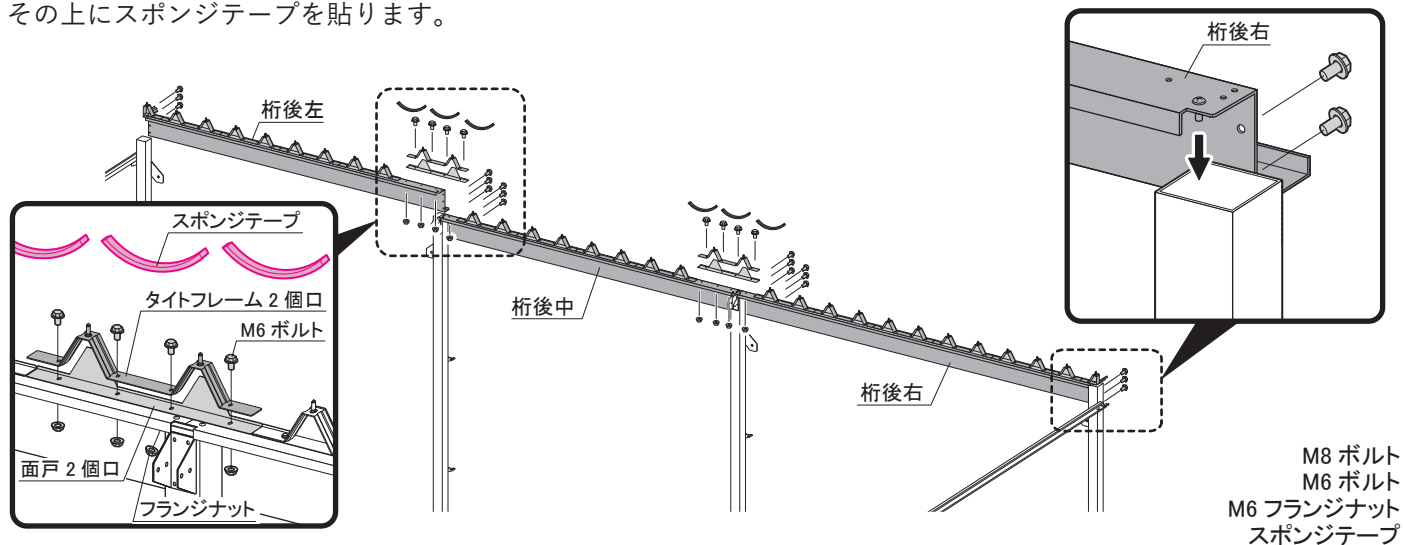 その上にスポンジテープを貼ります。
桁後右
桁後左
スポンジテープ
タイトフレーム 2 個口
M6 ボルト
面戸 2 個口
フランジナット
桁後中
桁後右
M8 ボルト
M6 ボルト
M6 フランジナット
スポンジテープ